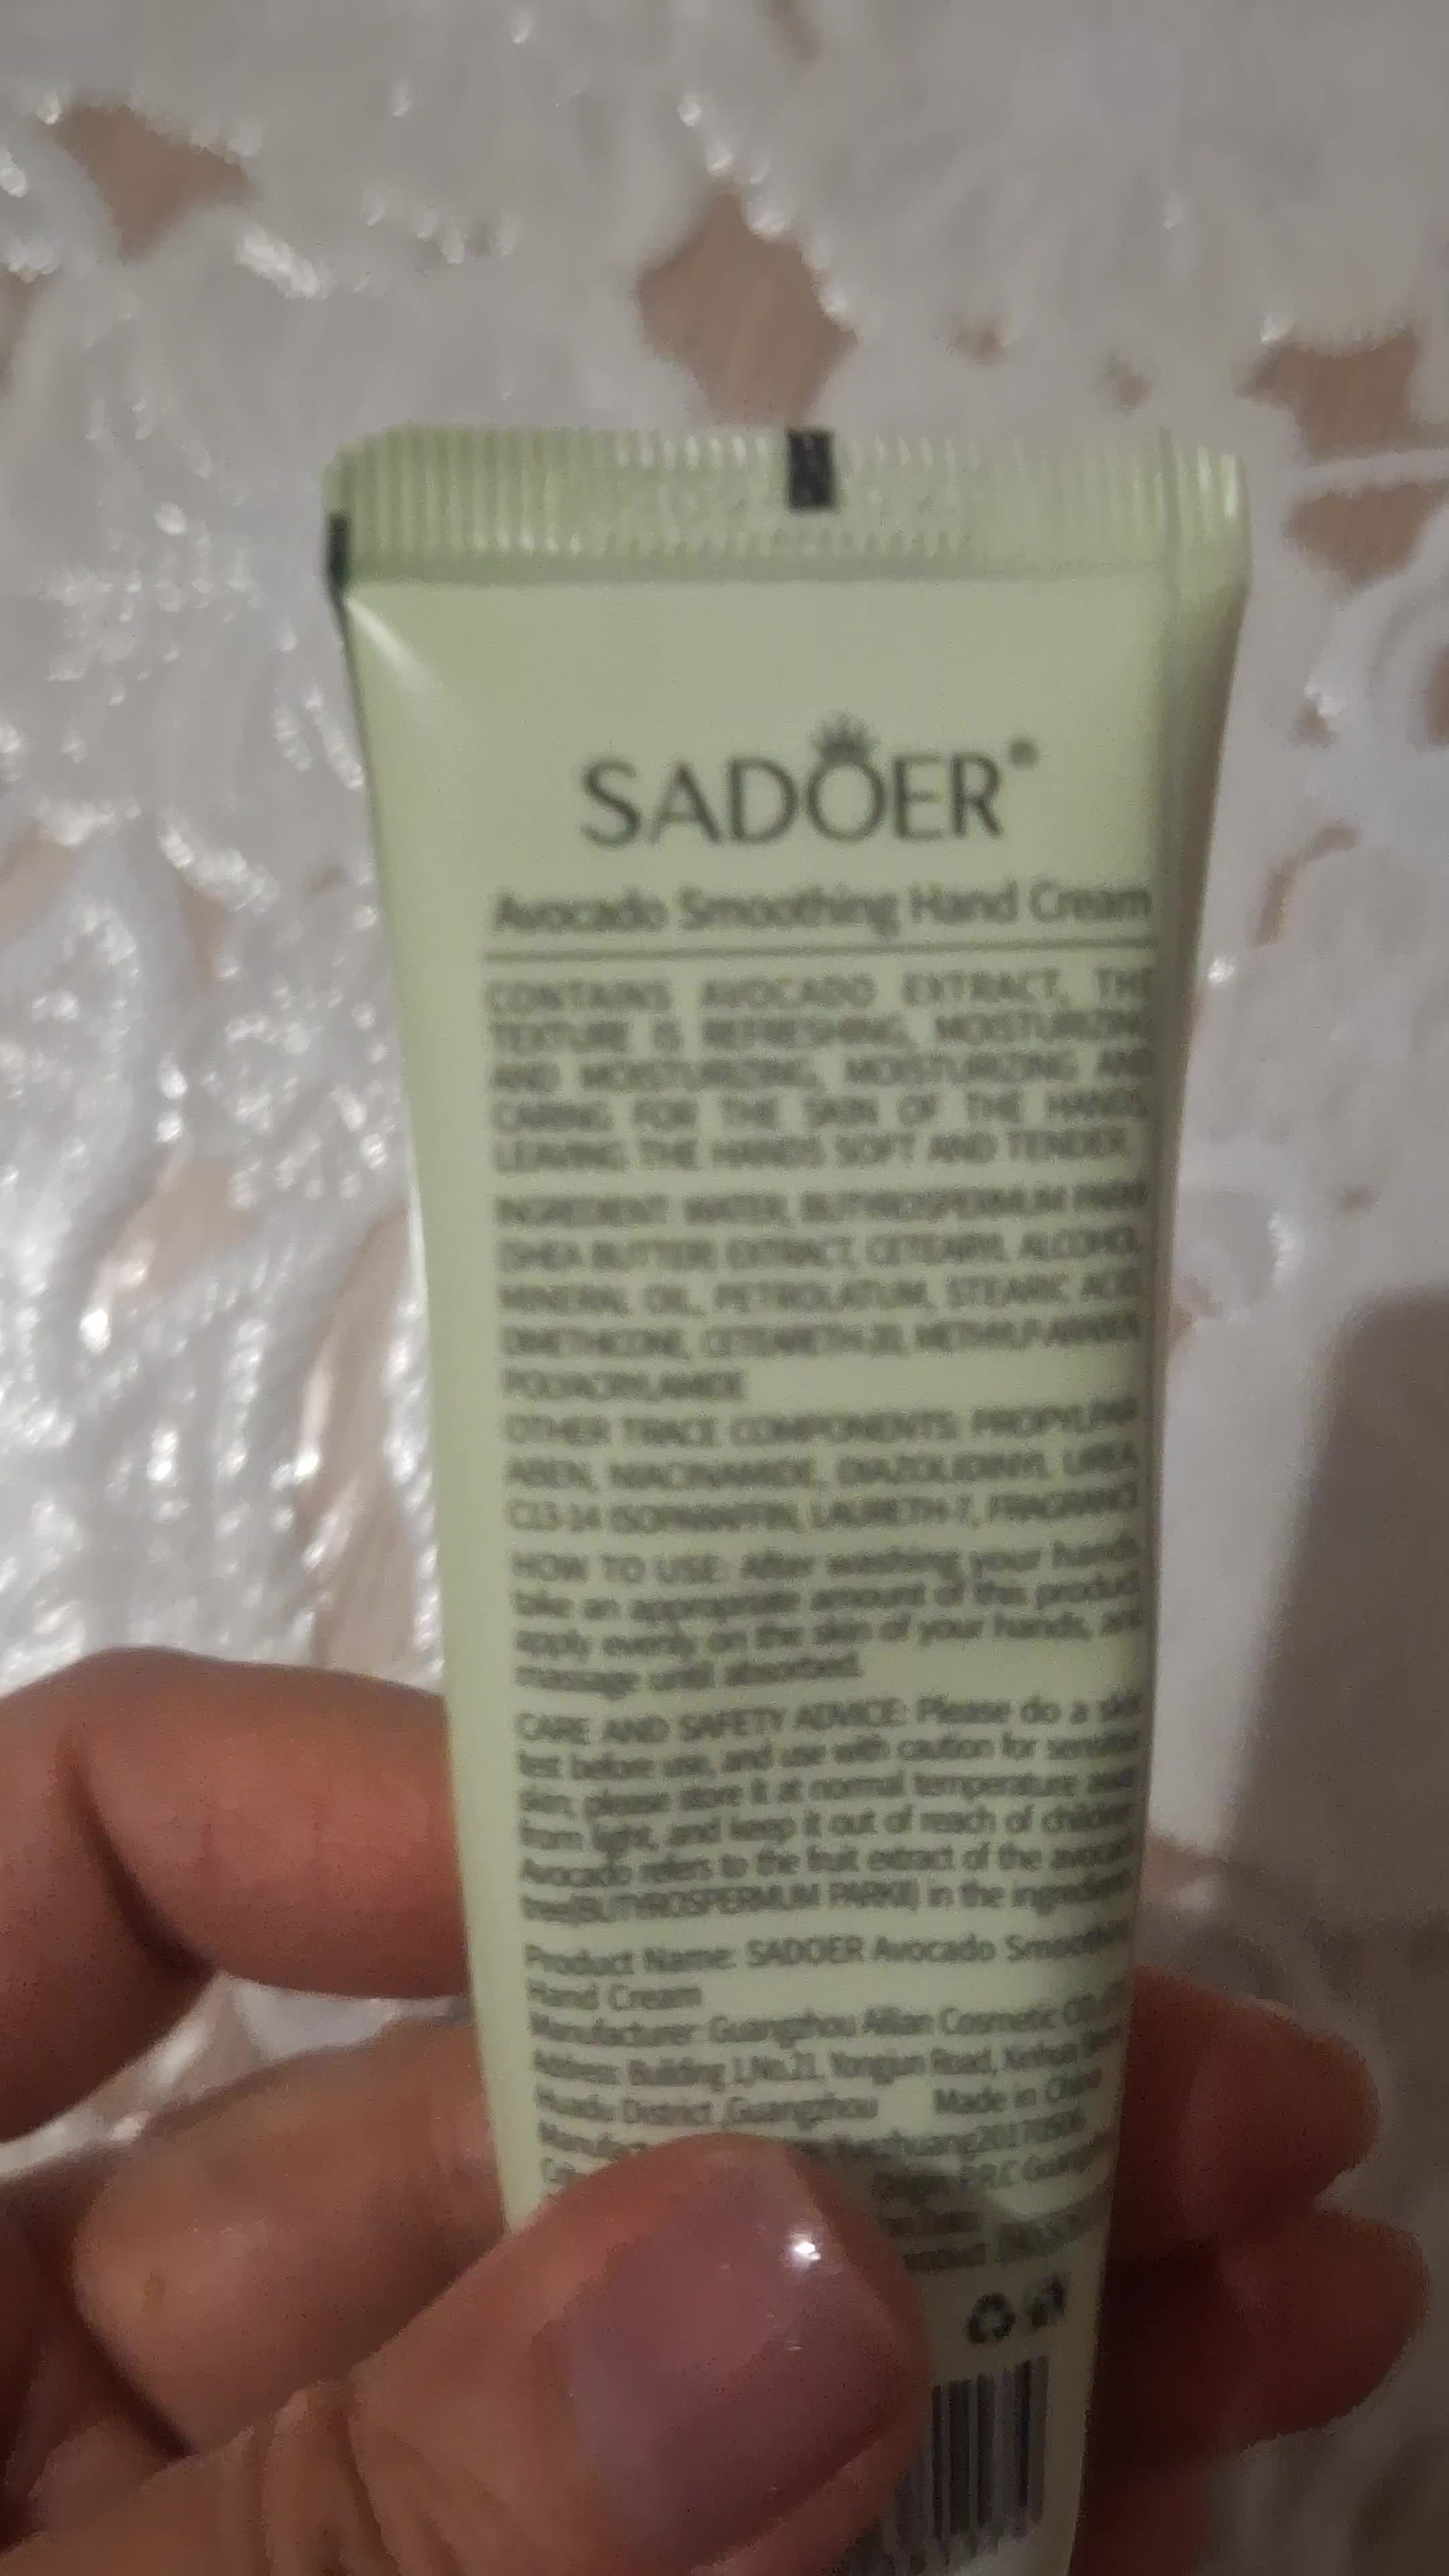 SADOER®
Avocado Smoothing Hand Cream
CONTAINS AVOCADO EXTRACT, THE
TEXTURE IS REFRESHING, MOISTURIZING
AND MOISTURIZING, MOISTURIZING AND
CARING FOR THE SKIN OF THE HANDS,
LEAVING THE HANDS SOFT AND TENDER.
INGREDIENT: WATER, BUTYROSPERMUM PARKII
(SHEA BUTTER) EXTRACT, CETEARYL ALCOHOL,
MINERAL OIL, PETROLATUM, STEARIC ACID,
DIMETHICONE, CETEARETH-20, METHYLP-ARABEN
POLYACRYLAMIDE
OTHER TRACE COMPONENTS: PROPYLPAR-
ABEN, NIACINAMIDE, DIAZOLIDINYL UREA,
C13-14 ISOPARAFFIN, LAURETH-7, FRAGRANCE
HOW TO USE: After washing your hands,
take an appropriate amount of this product,
apply evenly on the skin of your hands, and
massage until absorbed.
CARE AND SAFETY ADVICE: Please do a skin
test before use, and use with caution for sensitive
skin; please store it at normal temperature away
from light, and keep it out of reach of children
Avocado refers to the fruit extract of the avocado
tree(BUTYROSPERMUM PARKII) in the ingredients
Product Name: SADOER Avocado Smoothing
Hand Cream
Manufacturer: Guangzhou Ailian Cosmetic CO.,
Address: Building 1,No.21, Yongjun Road, Xinhua
Huadu District ,Guangzhou Made in China
Origin: P.R.C